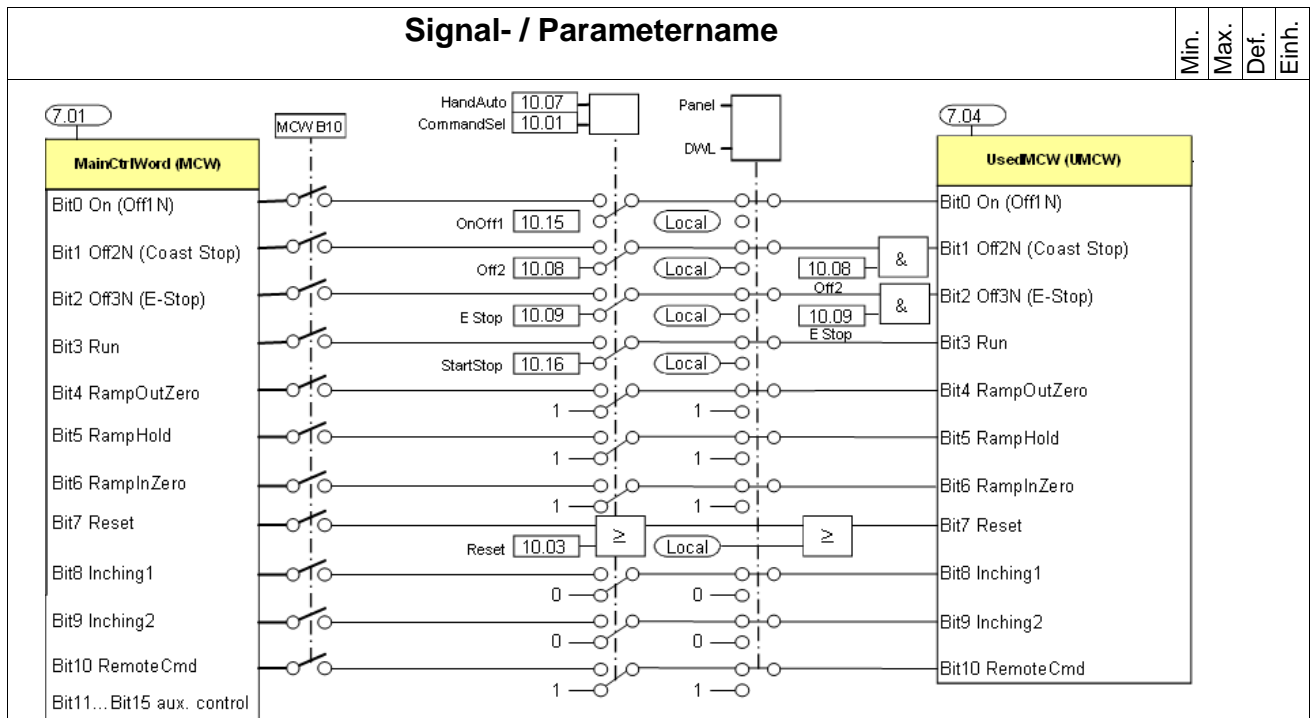 Signal- / Parametername
Min.
Max.
Def.
Einh.
7.01
MCW B10
HandAuto 10.07
CommandSel 10.01
Panel
DWL
7.04
MainCtrlWord (MCW)
UsedMCW (UMCW)
Bit0 On (Off1N)
Bit0 On (Off1N)
OnOff1 10.15
Local
Bit1 Off2N (Coast Stop)
&
Bit1 Off2N (Coast Stop)
Off2 10.08
Local
10.08
Off2
Bit2 Off3N (E-Stop)
&
Bit2 Off3N (E-Stop)
E Stop 10.09
Local
10.09
E Stop
Bit3 Run
Bit3 Run
StartStop 10.16
Local
Bit4 RampOutZero
Bit4 RampOutZero
1
1
Bit5 RampHold
Bit5 RampHold
1
1
Bit6 RampInZero
Bit6 RampInZero
1
1
Bit7 Reset
≥
≥
Bit7 Reset
Reset 10.03
Local
Bit8 Inching1
Bit8 Inching1
0
0
Bit9 Inching2
Bit9 Inching2
0
0
Bit10 RemoteCmd
Bit10 RemoteCmd
1
1
Bit11...Bit15 aux. control